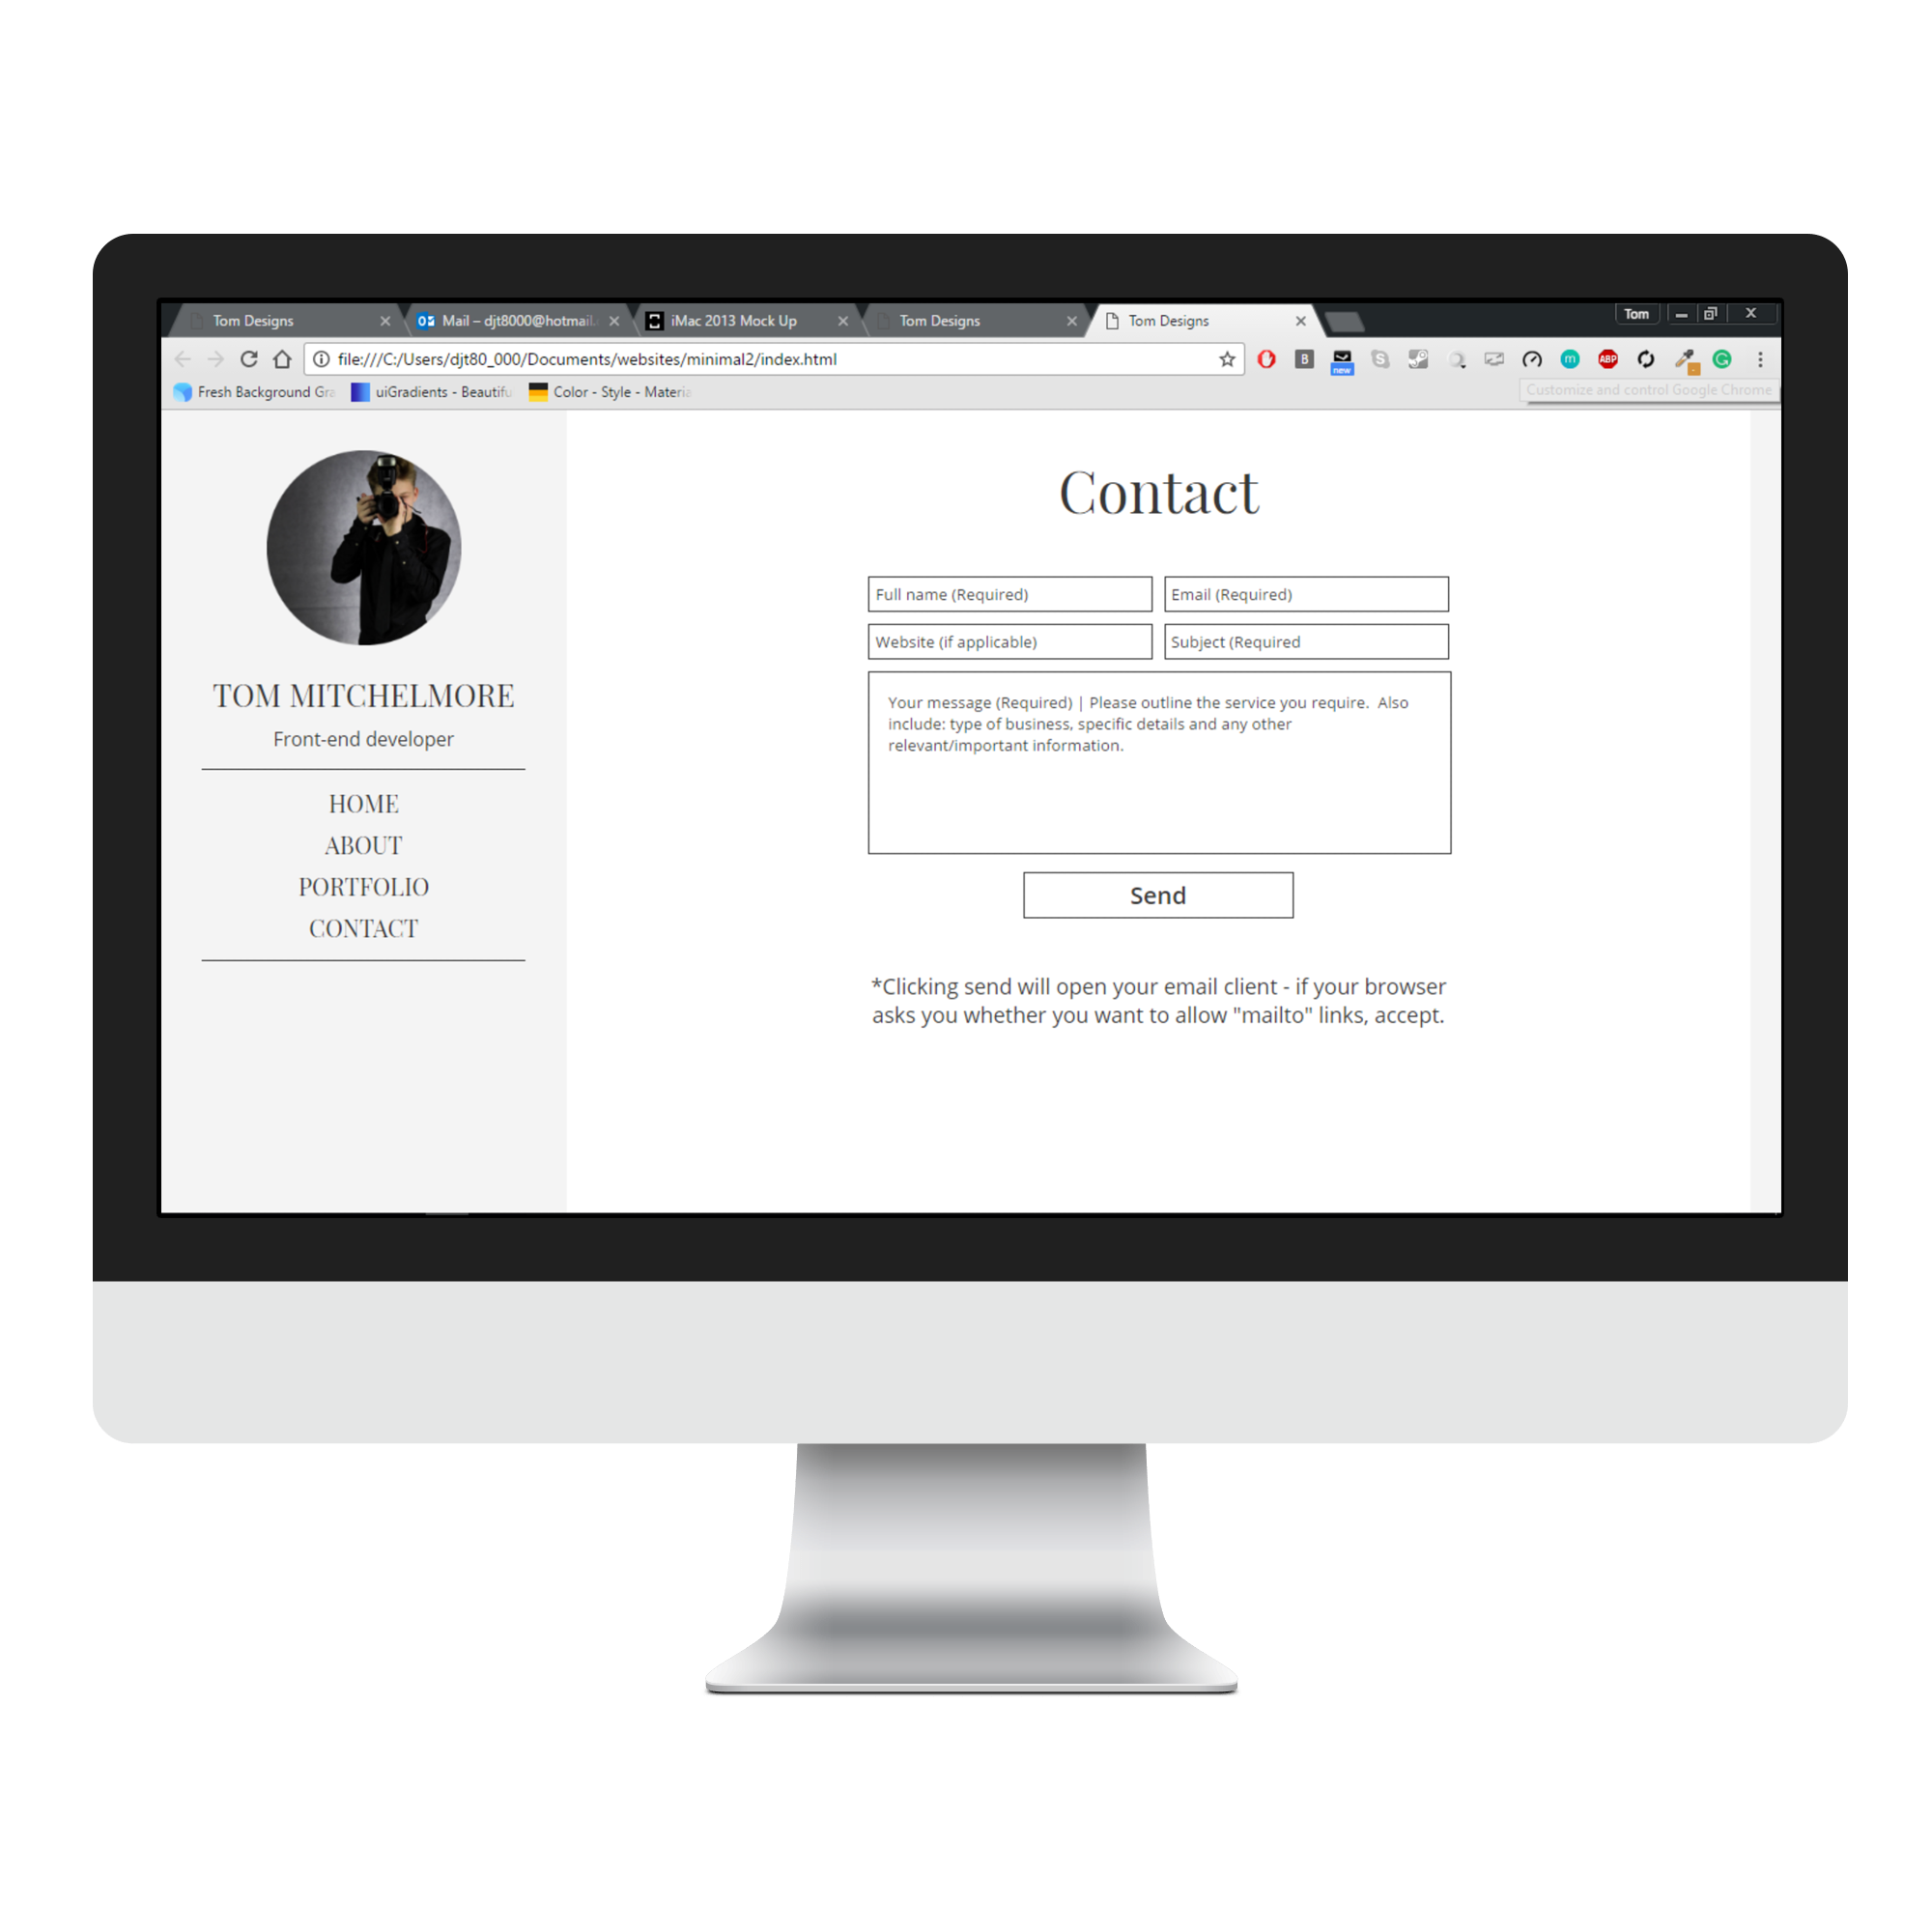 Tom Designs
Mail – djt8000@hotmail.
iMac 2013 Mock Up
Tom Designs
Tom Designs
Tom
file:///C:/Users/djt80_000/Documents/websites/minimal2/index.html
B
new
S
m
ABP
G
Fresh Background Gra
uiGradients - Beautifu
Color - Style - Materia
Customize and control Google Chrome
TOM MITCHELMORE
Front-end developer
HOME
ABOUT
PORTFOLIO
CONTACT
Contact
Full name (Required)
Email (Required)
Website (if applicable)
Subject (Required
Your message (Required) | Please outline the service you require.  Also
include: type of business, specific details and any other
relevant/important information.
Send
*Clicking send will open your email client - if your browser
asks you whether you want to allow "mailto" links, accept.